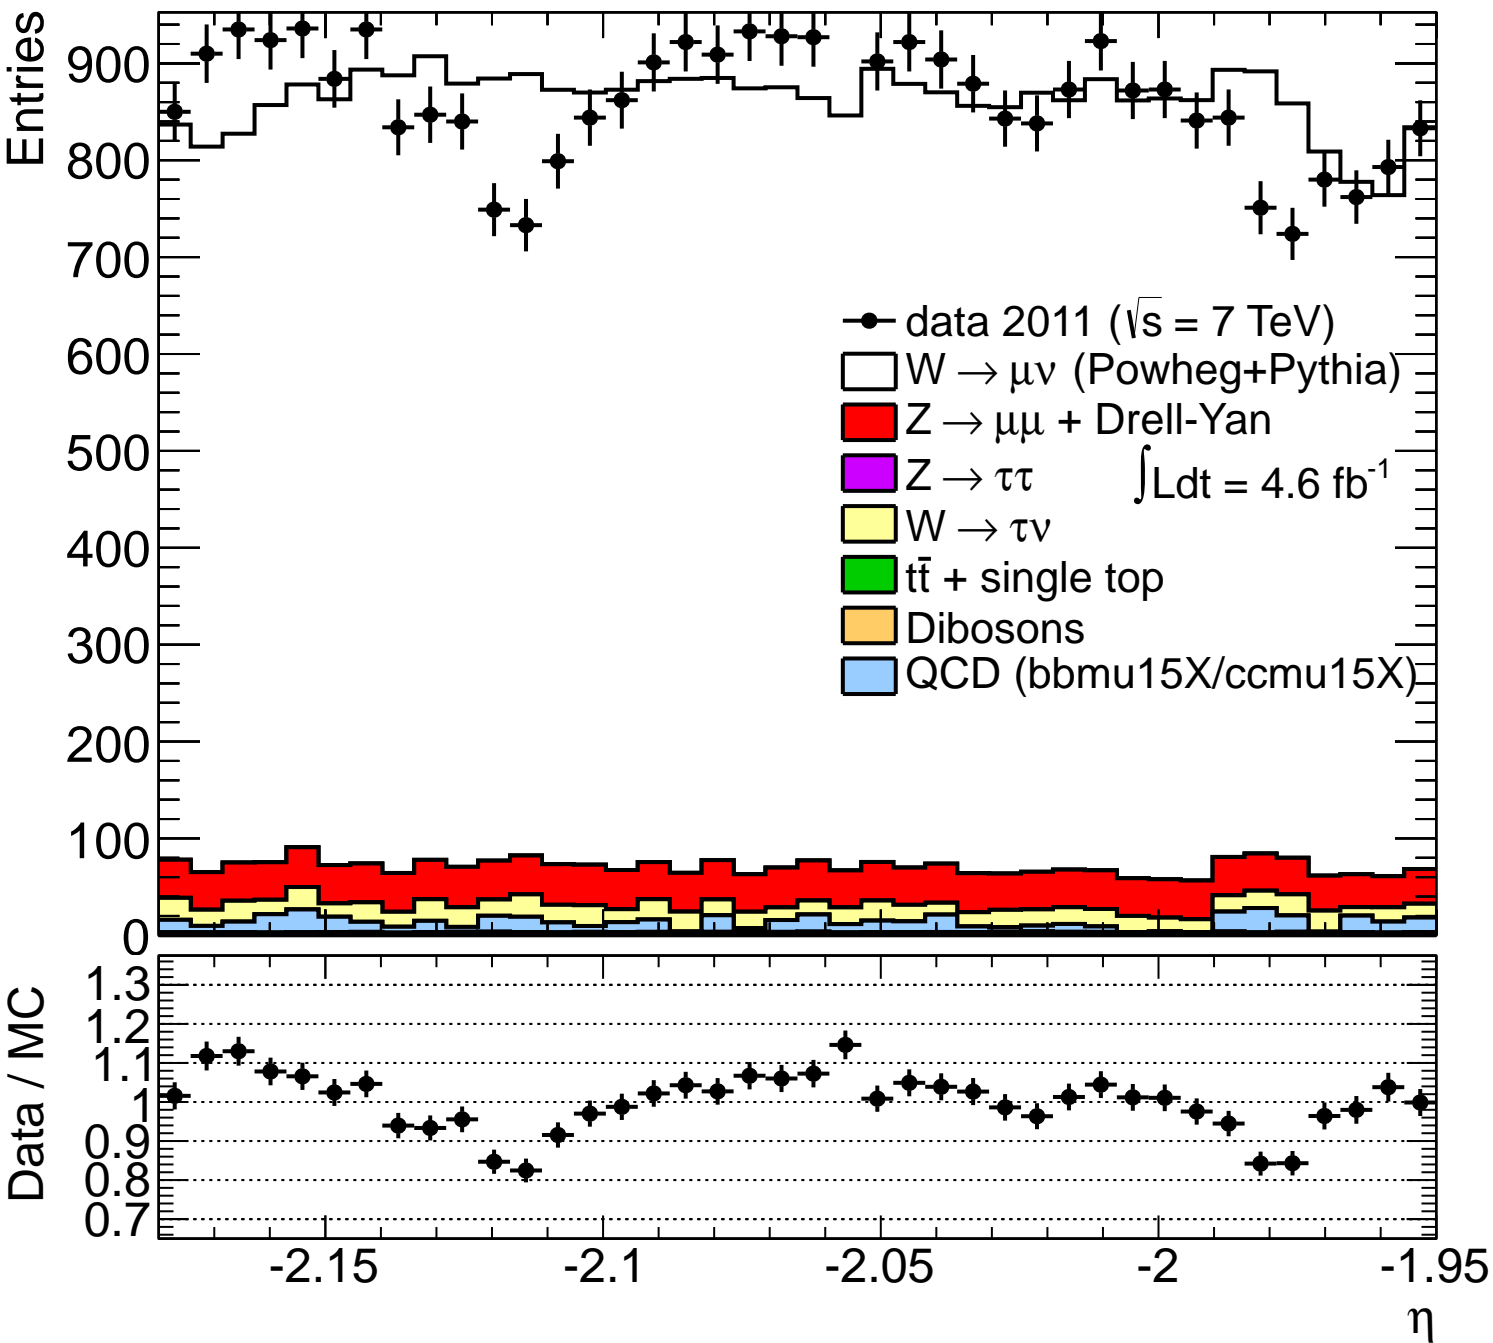 Entries
900
800
700
600
500
400
300
200
100
0
data 2011 (√s = 7 TeV)
W → μν (Powheg+Pythia)
Z → μμ + Drell-Yan
Z → ττ
∫Ldt = 4.6 fb⁻¹
W → τν
tt̄ + single top
Dibosons
QCD (bbmu15X/ccmu15X)
Data / MC
1.3
1.2
1.1
1
0.9
0.8
0.7
-2.15 -2.1 -2.05 -2 -1.95
η